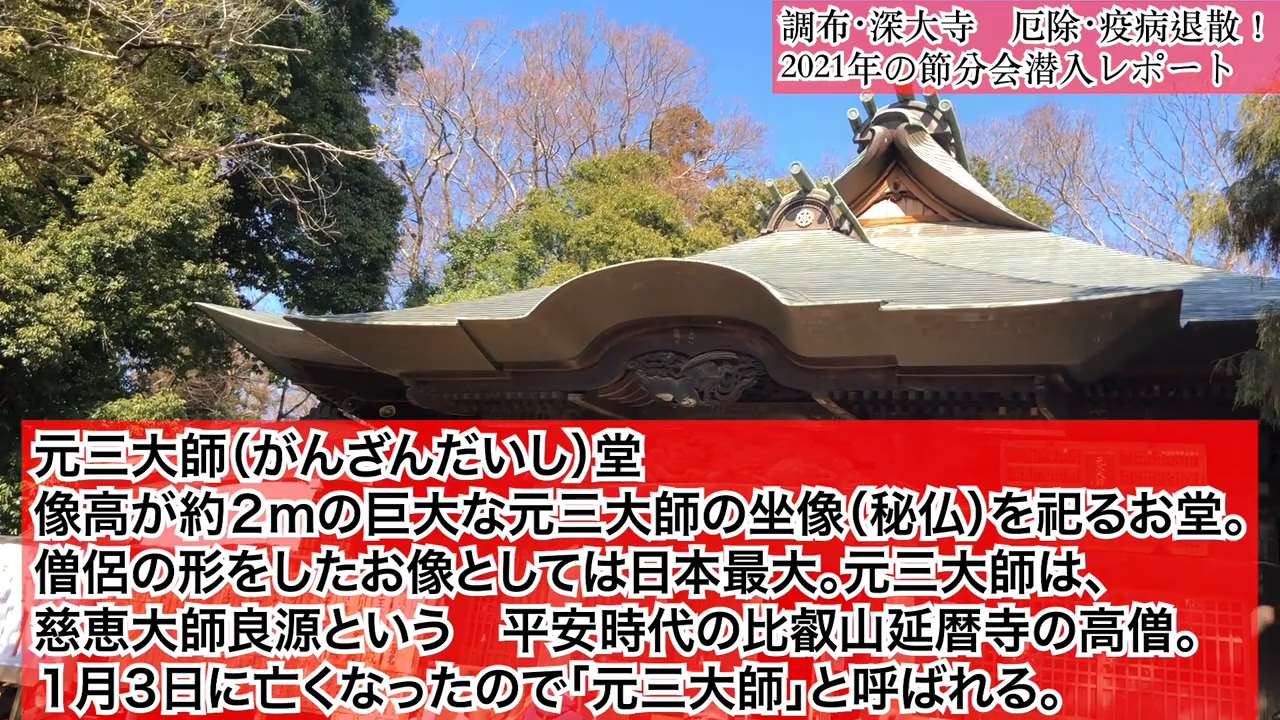 調布・深大寺　厄除・疫病退散！
2021年の節分会潜入レポート
元三大師（がんざんだいし）堂
像高が約２ｍの巨大な元三大師の坐像（秘仏）を祀るお堂。
僧侶の形をしたお像としては日本最大。元三大師は、
慈恵大師良源という　平安時代の比叡山延暦寺の高僧。
１月３日に亡くなったので「元三大師」と呼ばれる。